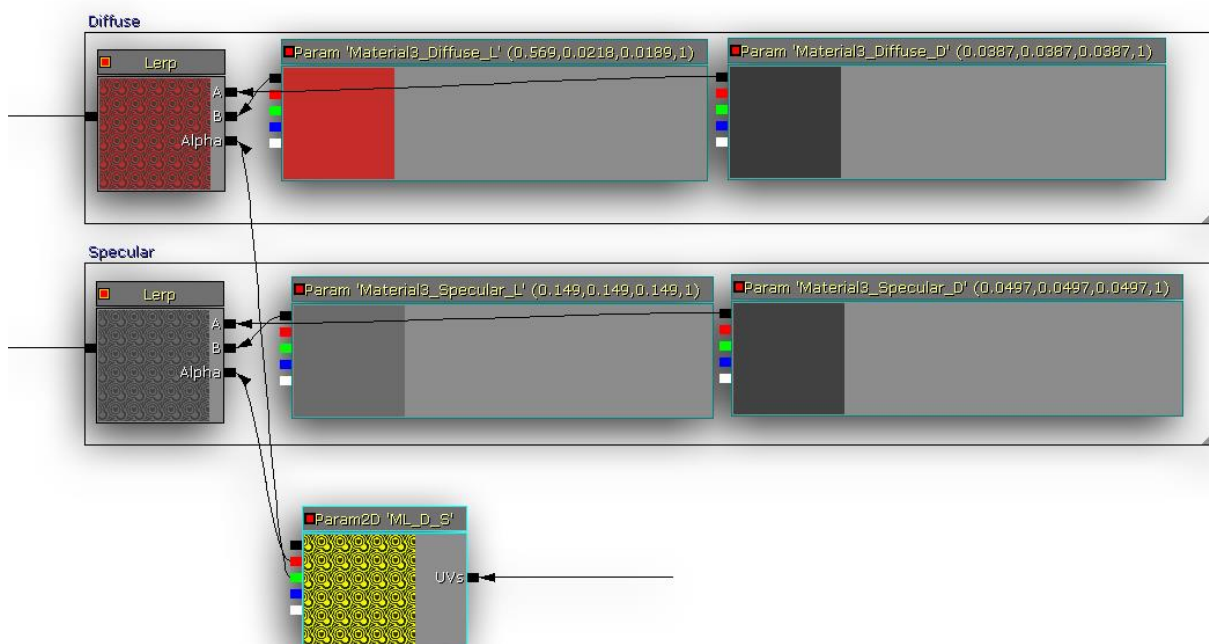 Diffuse
Lerp
A
B
Alpha
Param 'Material3_Diffuse_L' (0.569,0.0218,0.0189,1)
Param 'Material3_Diffuse_D' (0.0387,0.0387,0.0387,1)
Specular
Lerp
A
B
Alpha
Param 'Material3_Specular_L' (0.149,0.149,0.149,1)
Param 'Material3_Specular_D' (0.0497,0.0497,0.0497,1)
Param2D 'ML_D_S'
UVs